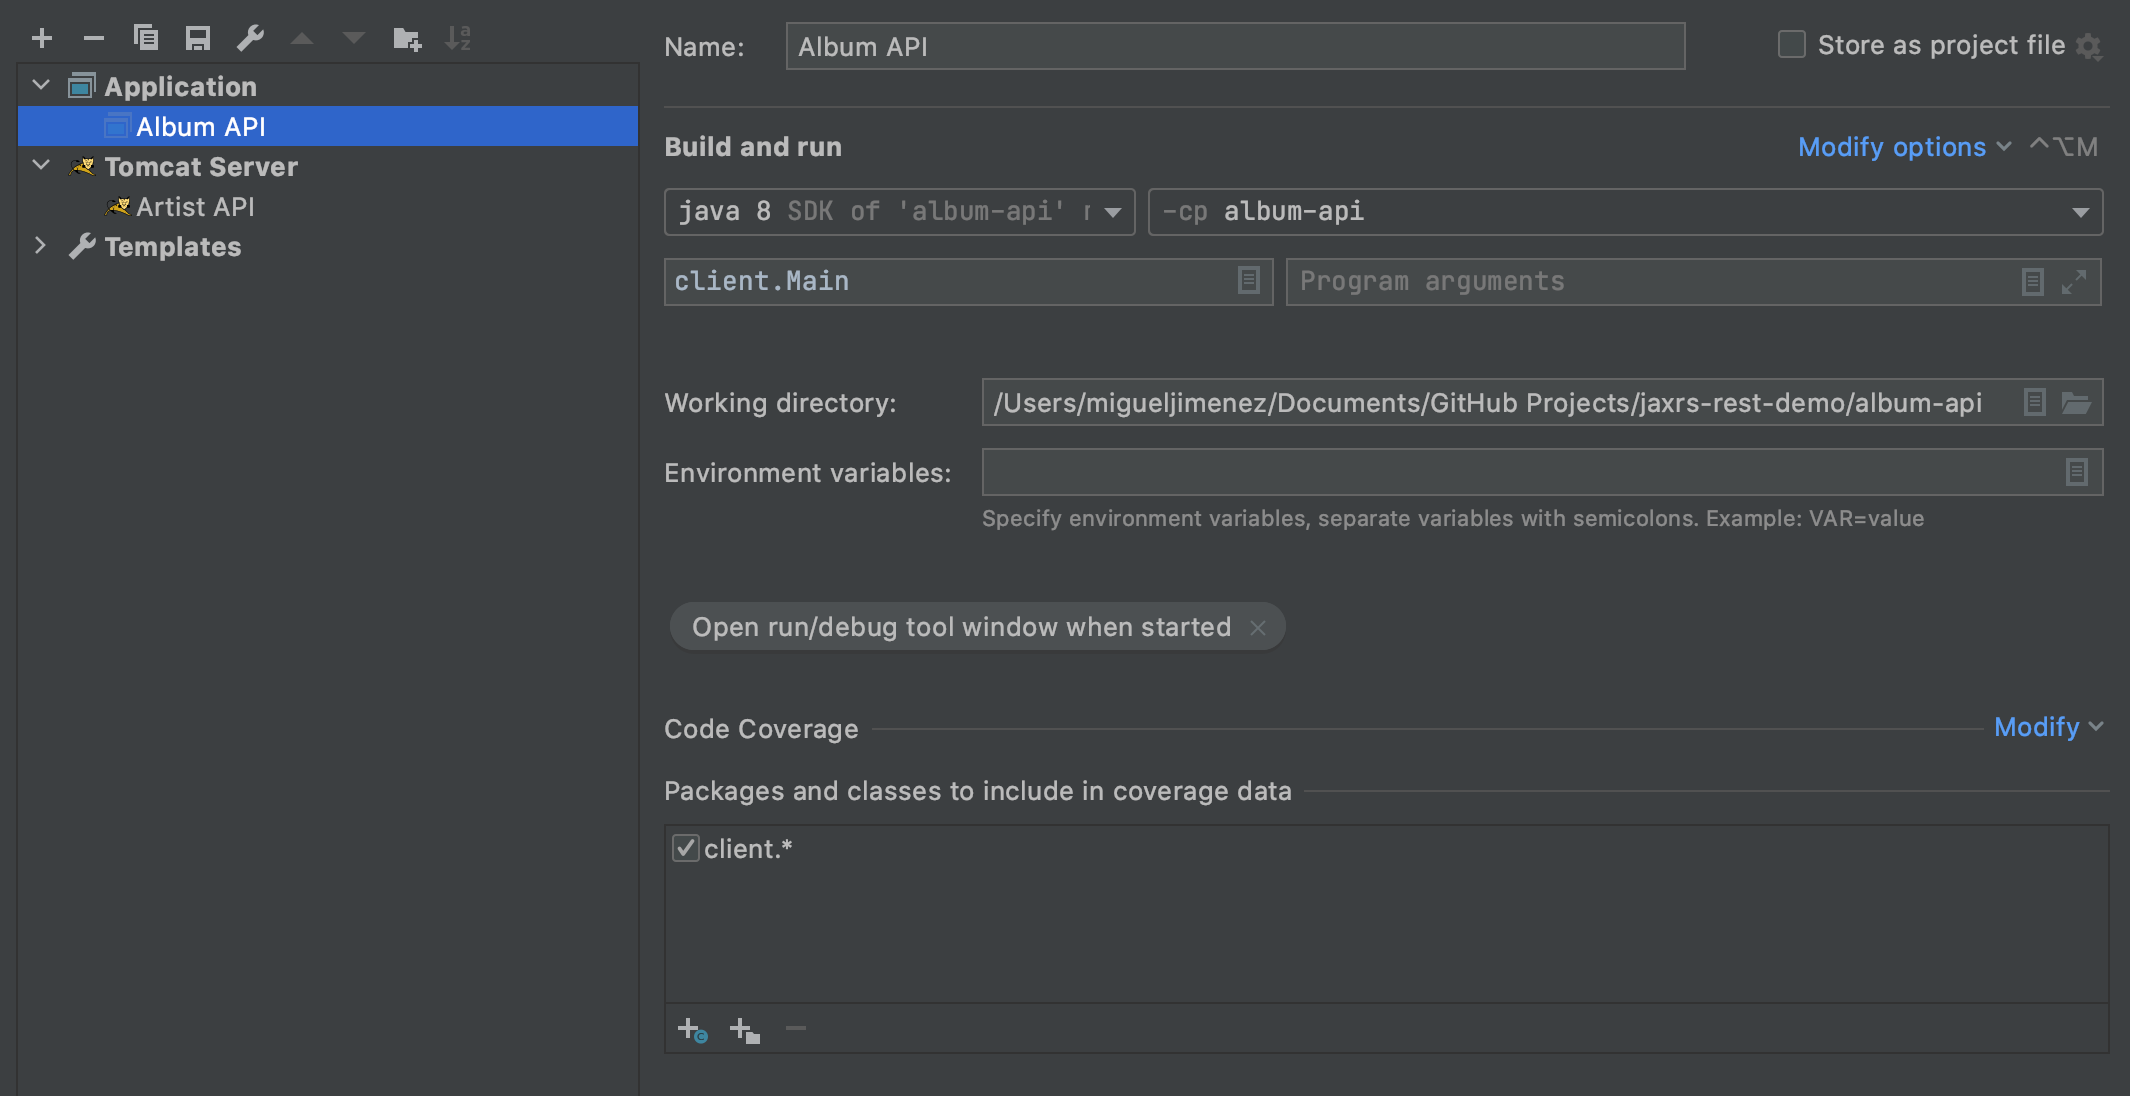 Application
Album API
Tomcat Server
Artist API
Templates
Name: Album API
Store as project file
Build and run
Modify options ^⌥M
java 8 SDK of 'album-api'
-cp album-api
client.Main
Program arguments
Working directory: /Users/migueljimenez/Documents/GitHub Projects/jaxrs-rest-demo/album-api
Environment variables:
Specify environment variables, separate variables with semicolons. Example: VAR=value
Open run/debug tool window when started
Code Coverage
Modify
Packages and classes to include in coverage data
client.*